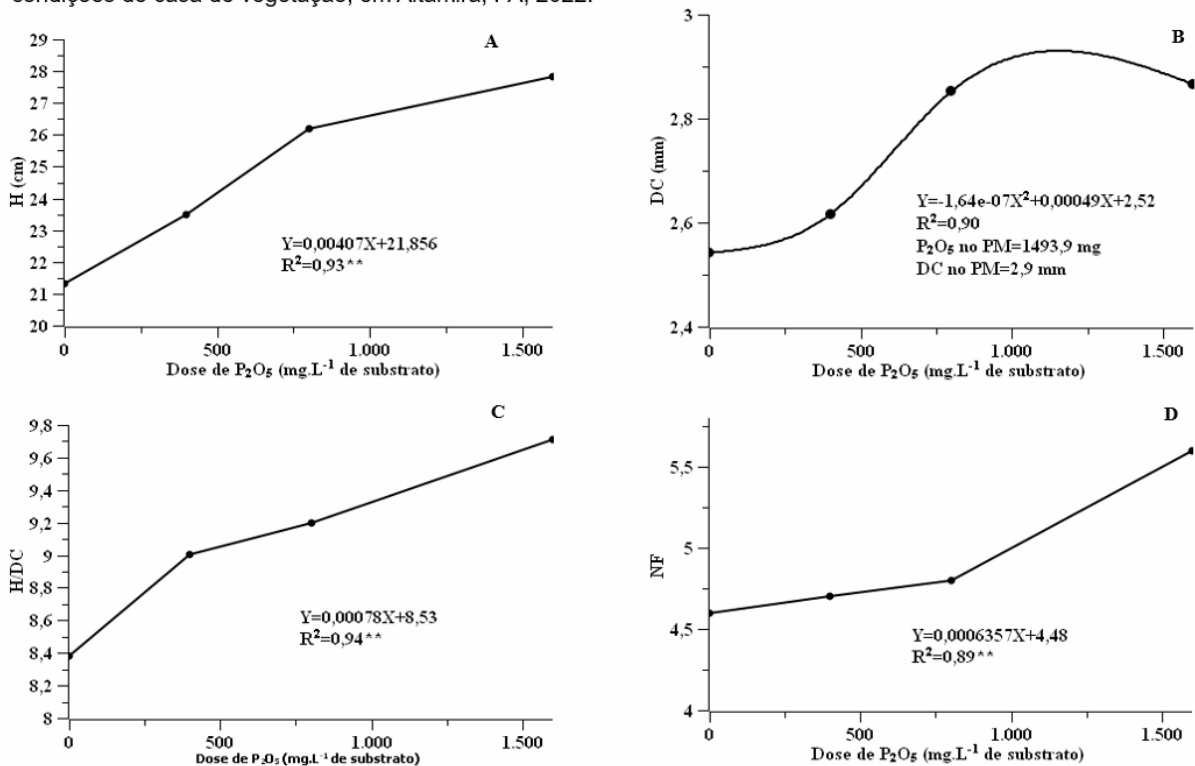 condições de casa de vegetação, em Altamira, PA, 2022.
A
29
28
27
26
25
24
23
22
21
20
H (cm)
Y=0,00407X+21,856
R²=0,93**
0
500
1.000
1.500
Dose de P₂O₅ (mg.L⁻¹ de substrato)
B
3
2,8
2,6
2,4
DC (mm)
Y=-1,64e-07X²+0,00049X+2,52
R²=0,90
P₂O₅ no PM=1493,9 mg
DC no PM=2,9 mm
0
500
1.000
1.500
Dose de P₂O₅ (mg.L⁻¹ de substrato)
C
9,8
9,6
9,4
9,2
9
8,8
8,6
8,4
8,2
8
H/DC
Y=0,00078X+8,53
R²=0,94**
0
500
1.000
1.500
Dose de P₂O₅ (mg.L⁻¹ de substrato)
D
5,5
5
4,5
4
NF
Y=0,0006357X+4,48
R²=0,89**
0
500
1.000
1.500
Dose de P₂O₅ (mg.L⁻¹ de substrato)